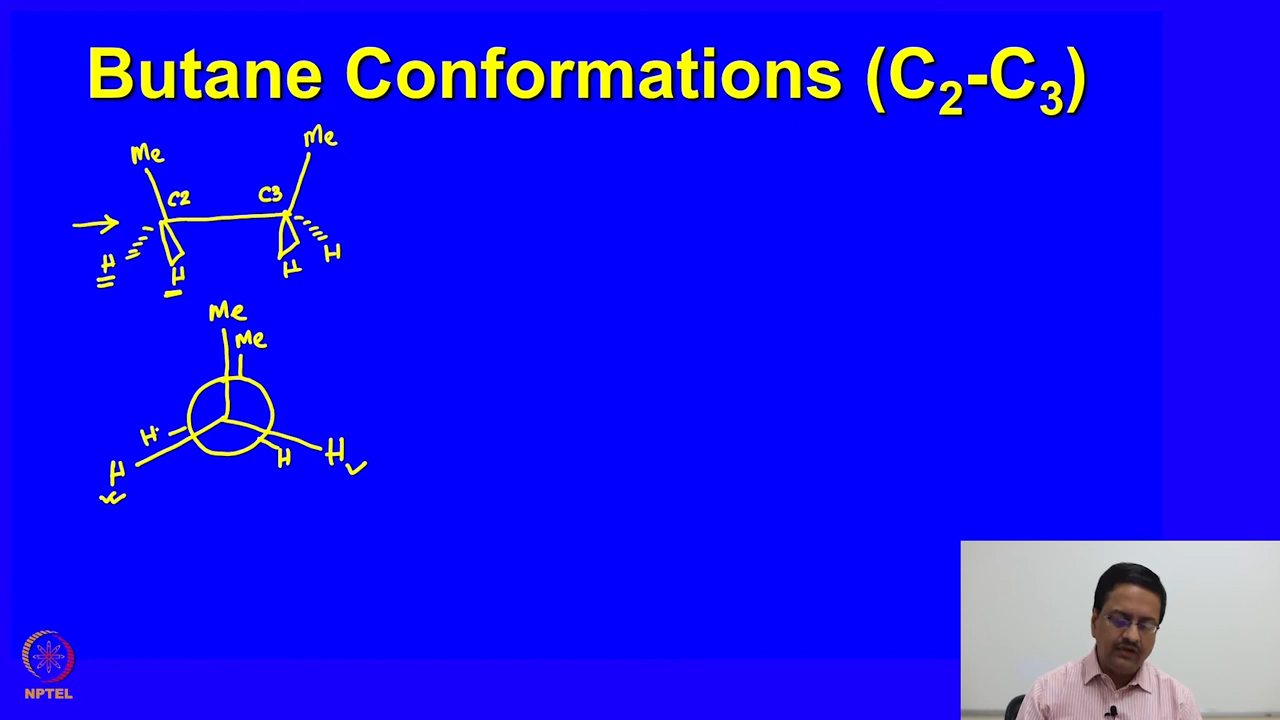 Butane Conformations (C₂-C₃)
Me Me
C2 C3
H H H H
Me
Me
H H
H H
NPTEL